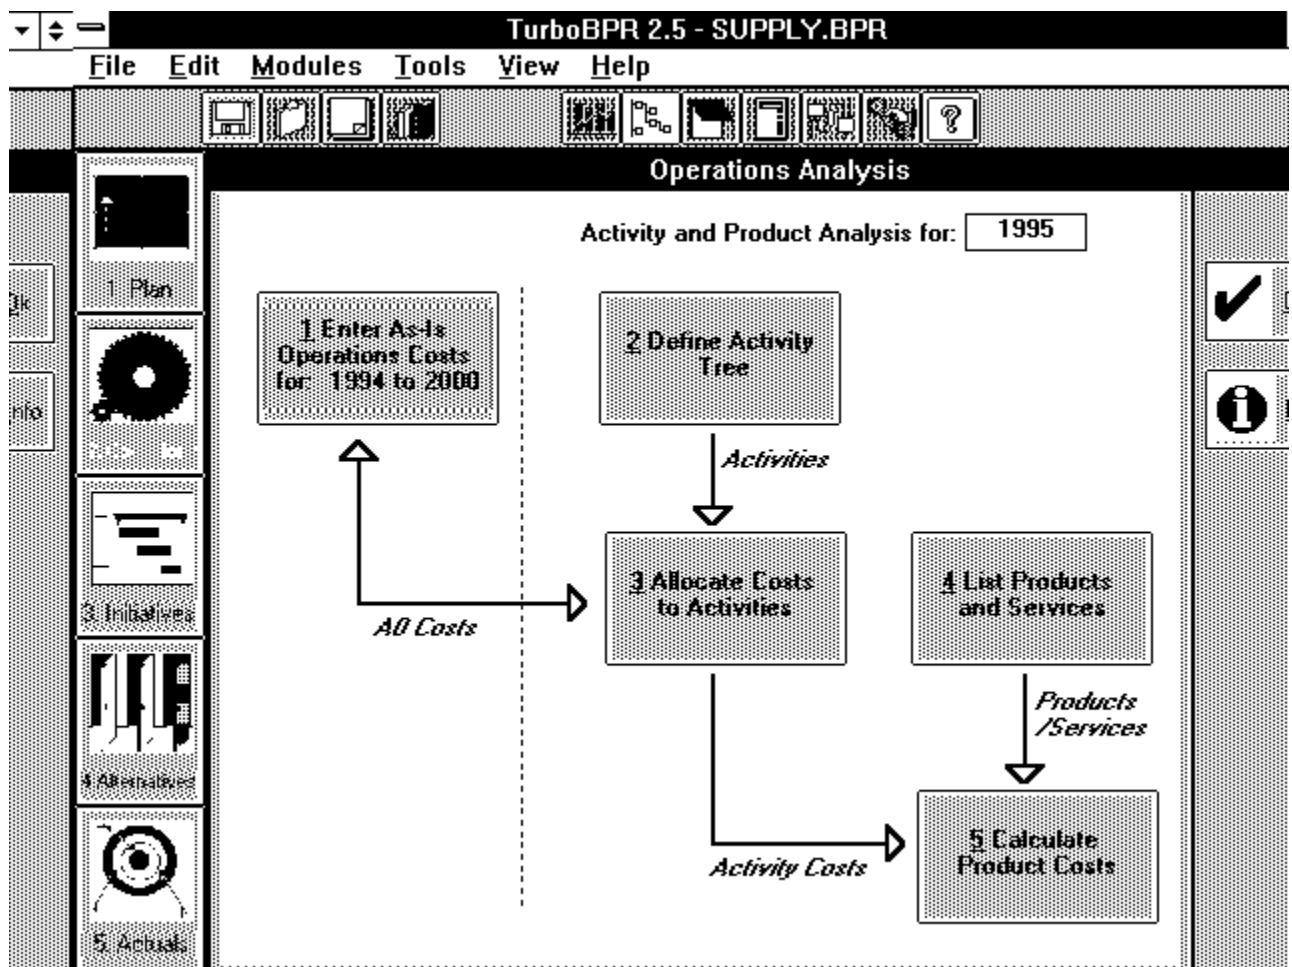 TurboBPR 2.5 - SUPPLY.BPR
File Edit Modules Tools View Help
Operations Analysis
Activity and Product Analysis for: 1995
1. Plan
3. Initiatives
4 Alternatives
5. Actuals
1 Enter As-Is
Operations Costs
for: 1994 to 2000
2 Define Activity
Tree
Activities
A0 Costs
3 Allocate Costs
to Activities
4 List Products
and Services
Products
/Services
Activity Costs
5 Calculate
Product Costs